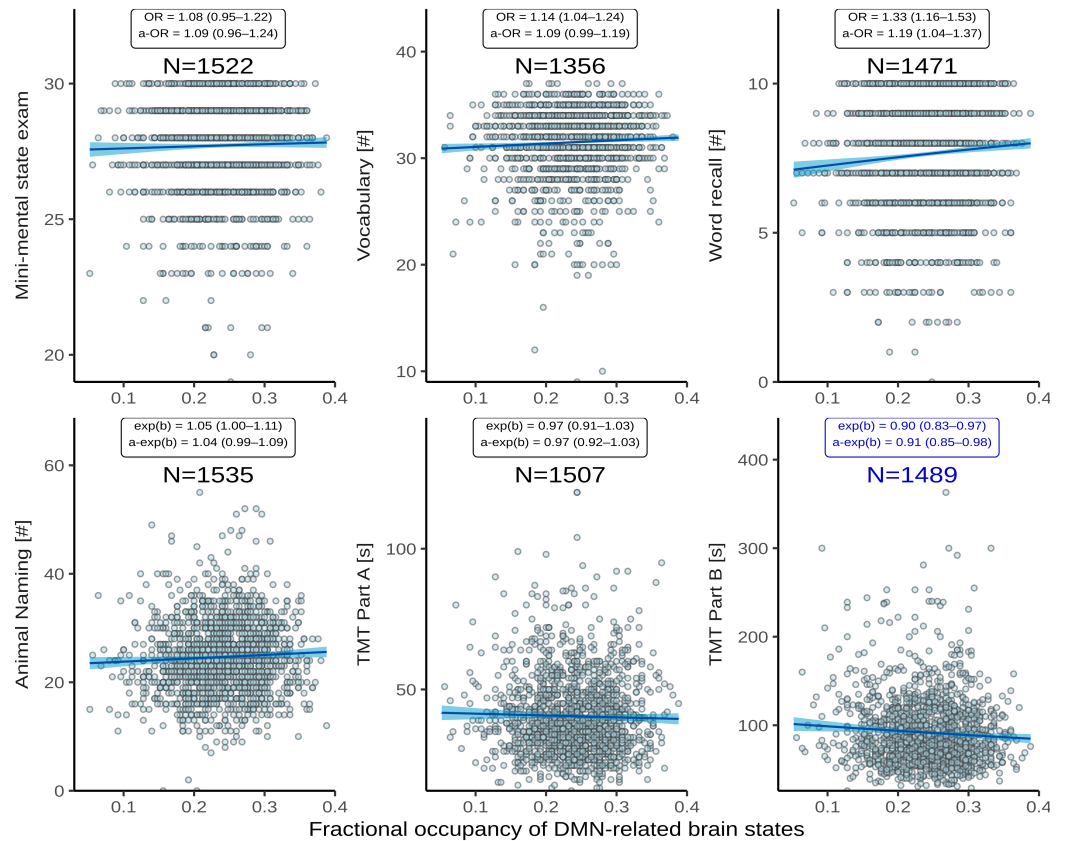 OR = 1.08 (0.95–1.22)
a-OR = 1.09 (0.96–1.24)
N=1522
Mini-mental state exam
30
25
20
0.1 0.2 0.3 0.4
OR = 1.14 (1.04–1.24)
a-OR = 1.09 (0.99–1.19)
N=1356
Vocabulary [#]
40
30
20
10
0.1 0.2 0.3 0.4
OR = 1.33 (1.16–1.53)
a-OR = 1.19 (1.04–1.37)
N=1471
Word recall [#]
10
5
0
0.1 0.2 0.3 0.4
exp(b) = 1.05 (1.00–1.11)
a-exp(b) = 1.04 (0.99–1.09)
N=1535
Animal Naming [#]
60
40
20
0
0.1 0.2 0.3 0.4
exp(b) = 0.97 (0.91–1.03)
a-exp(b) = 0.97 (0.92–1.03)
N=1507
TMT Part A [s]
100
50
0.1 0.2 0.3 0.4
exp(b) = 0.90 (0.83–0.97)
a-exp(b) = 0.91 (0.85–0.98)
N=1489
TMT Part B [s]
400
300
200
100
0.1 0.2 0.3 0.4
Fractional occupancy of DMN-related brain states